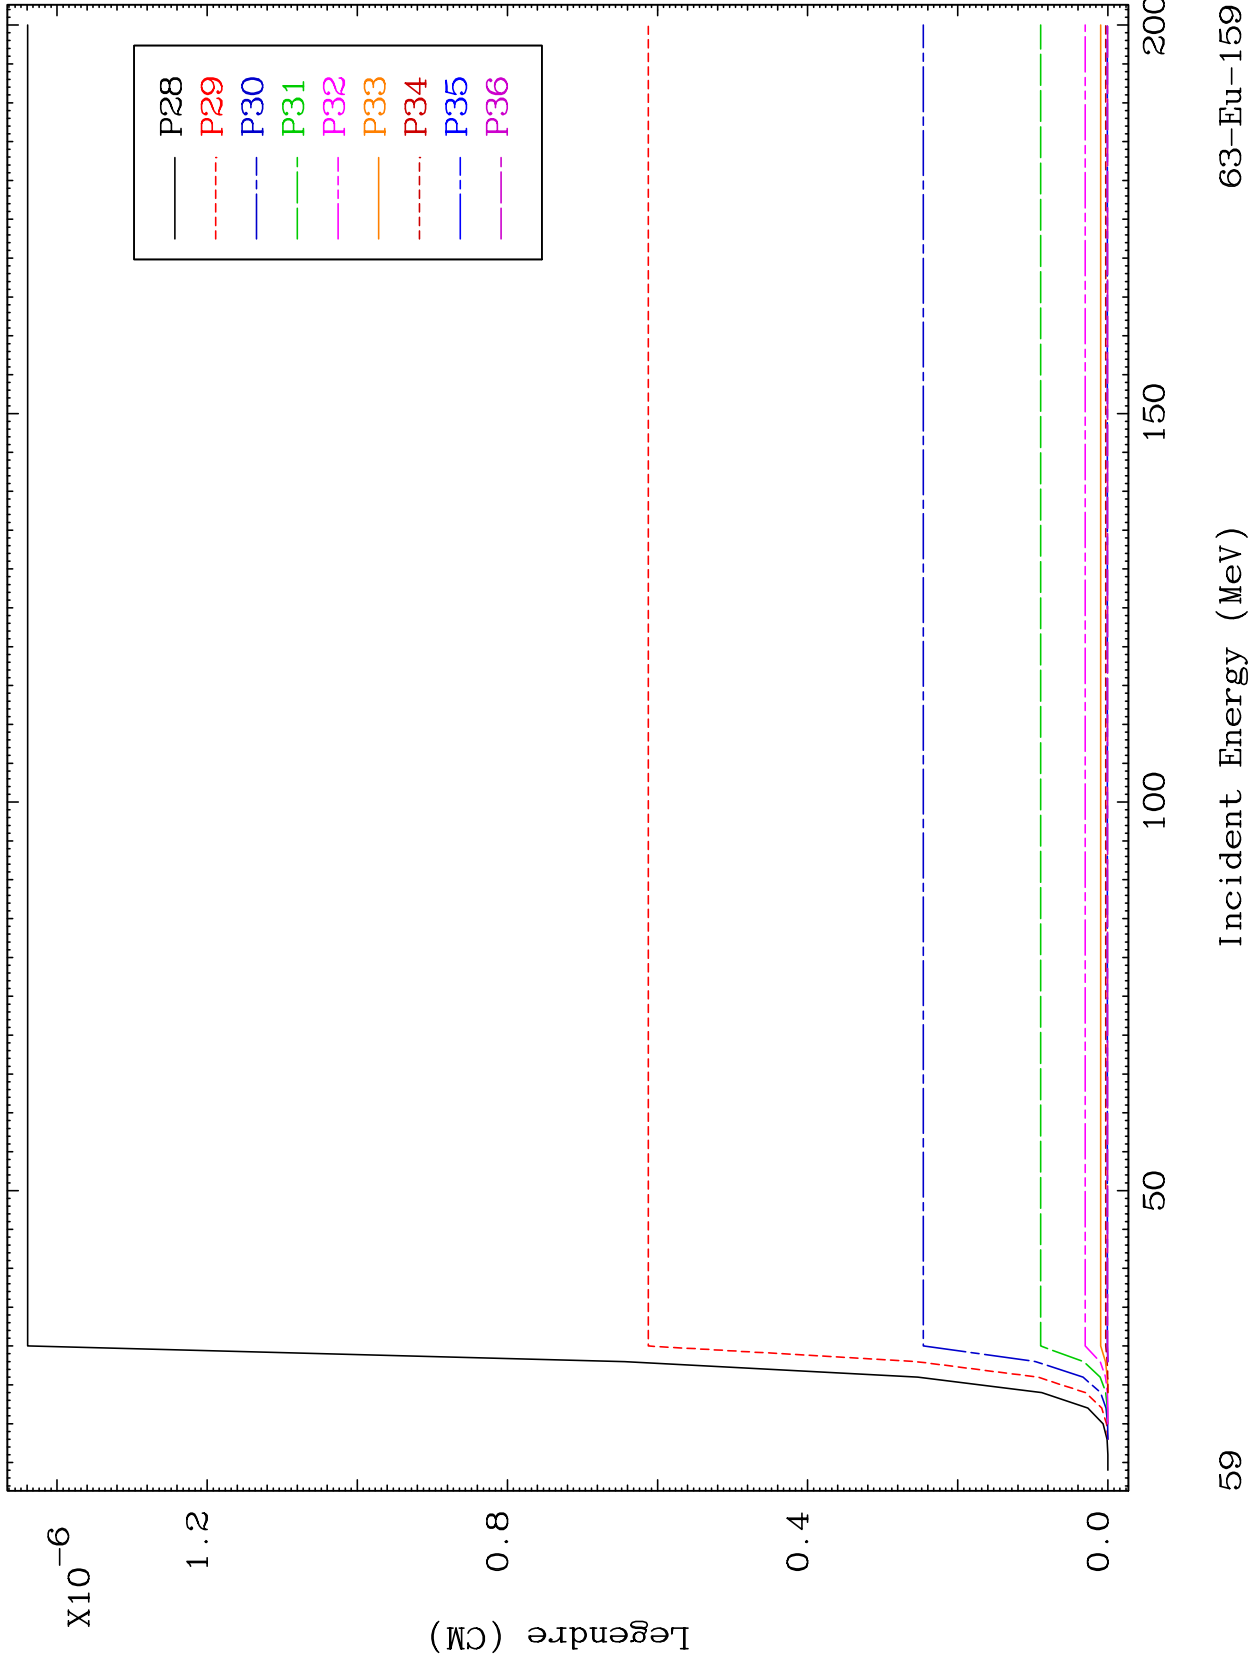 X10⁻⁶
1.2
0.8
0.4
0.0
Legendre (CM)
P28
P29
P30
P31
P32
P33
P34
P35
P36
50
100
150
200
59
Incident Energy (MeV)
63-Eu-159